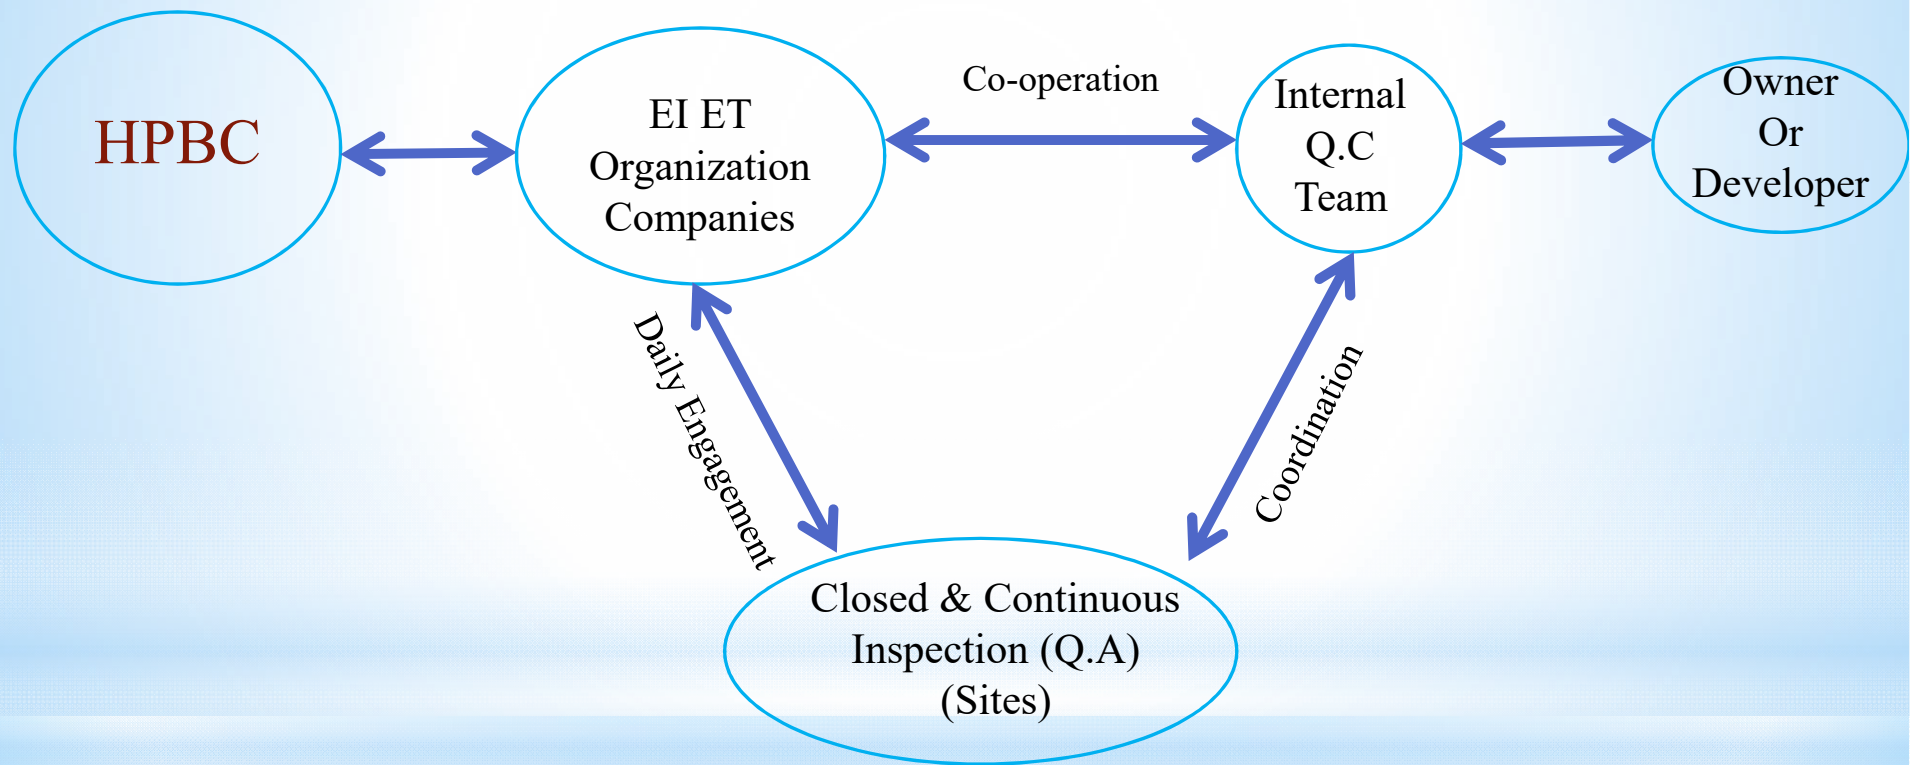 HPBC
EI ET
Organization
Companies
Co-operation
Internal
Q.C
Team
Owner
Or
Developer
Daily Engagement
Coordination
Closed & Continuous
Inspection (Q.A)
(Sites)